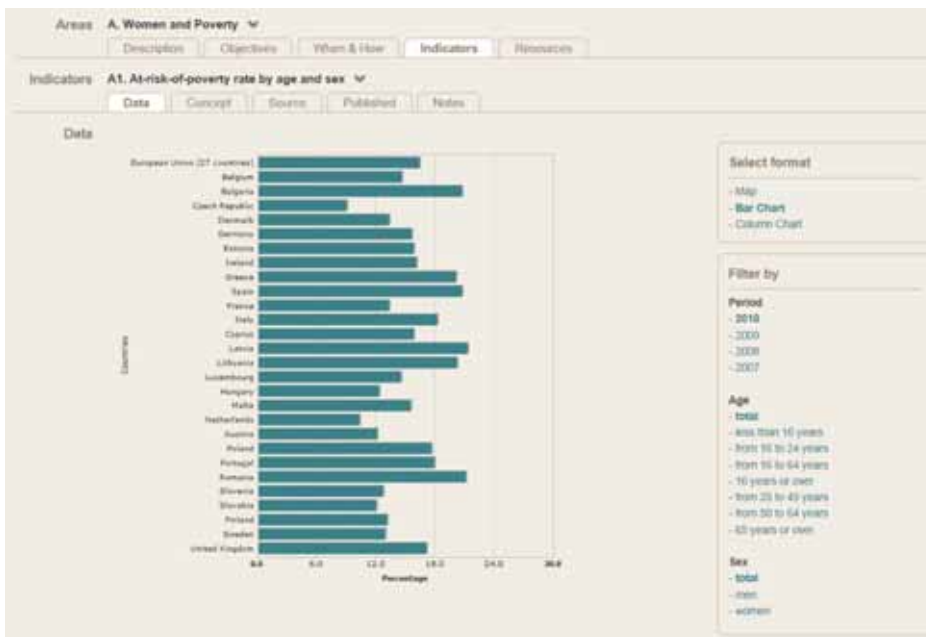 Areas A. Women and Poverty
Description Objectives When & How Indicators Resources
Indicators A1. At-risk-of-poverty rate by age and sex
Data Concept Source Published Notes
Data
European Union (27 countries)
Belgium
Bulgaria
Czech Republic
Denmark
Germany
Estonia
Ireland
Greece
Spain
France
Italy
Cyprus
Latvia
Lithuania
Luxembourg
Hungary
Malta
Netherlands
Austria
Poland
Portugal
Romania
Slovenia
Slovakia
Finland
Sweden
United Kingdom
Countries
0.0 6.0 12.0 18.0 24.0 30.0
Percentage
Select format
- Map
- Bar Chart
- Column Chart
Filter by
Period
- 2010
- 2009
- 2008
- 2007
Age
- total
- less than 16 years
- from 16 to 24 years
- from 16 to 64 years
- 16 years or over
- from 25 to 49 years
- from 50 to 64 years
- 65 years or over
Sex
- total
- men
- women